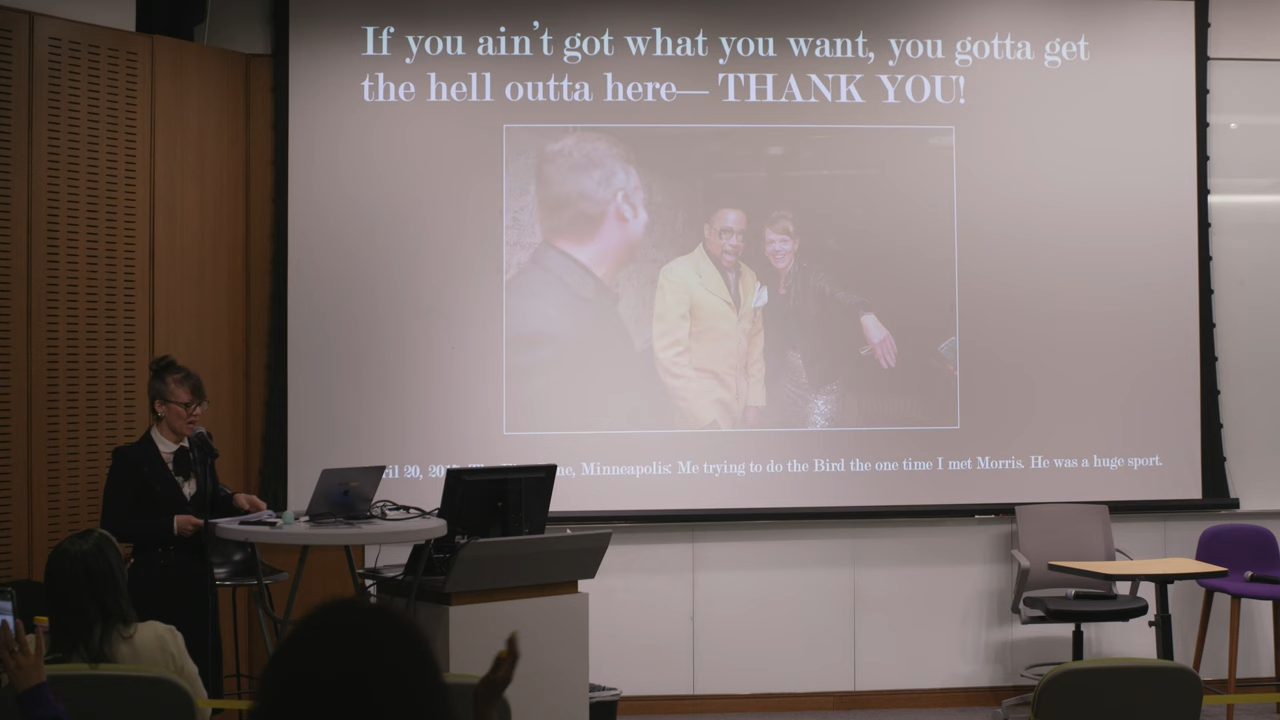 If you ain't got what you want, you gotta get
the hell outta here— THANK YOU!
Minneapolis: Me trying to do the Bird the one time I met Morris. He was a huge sport.